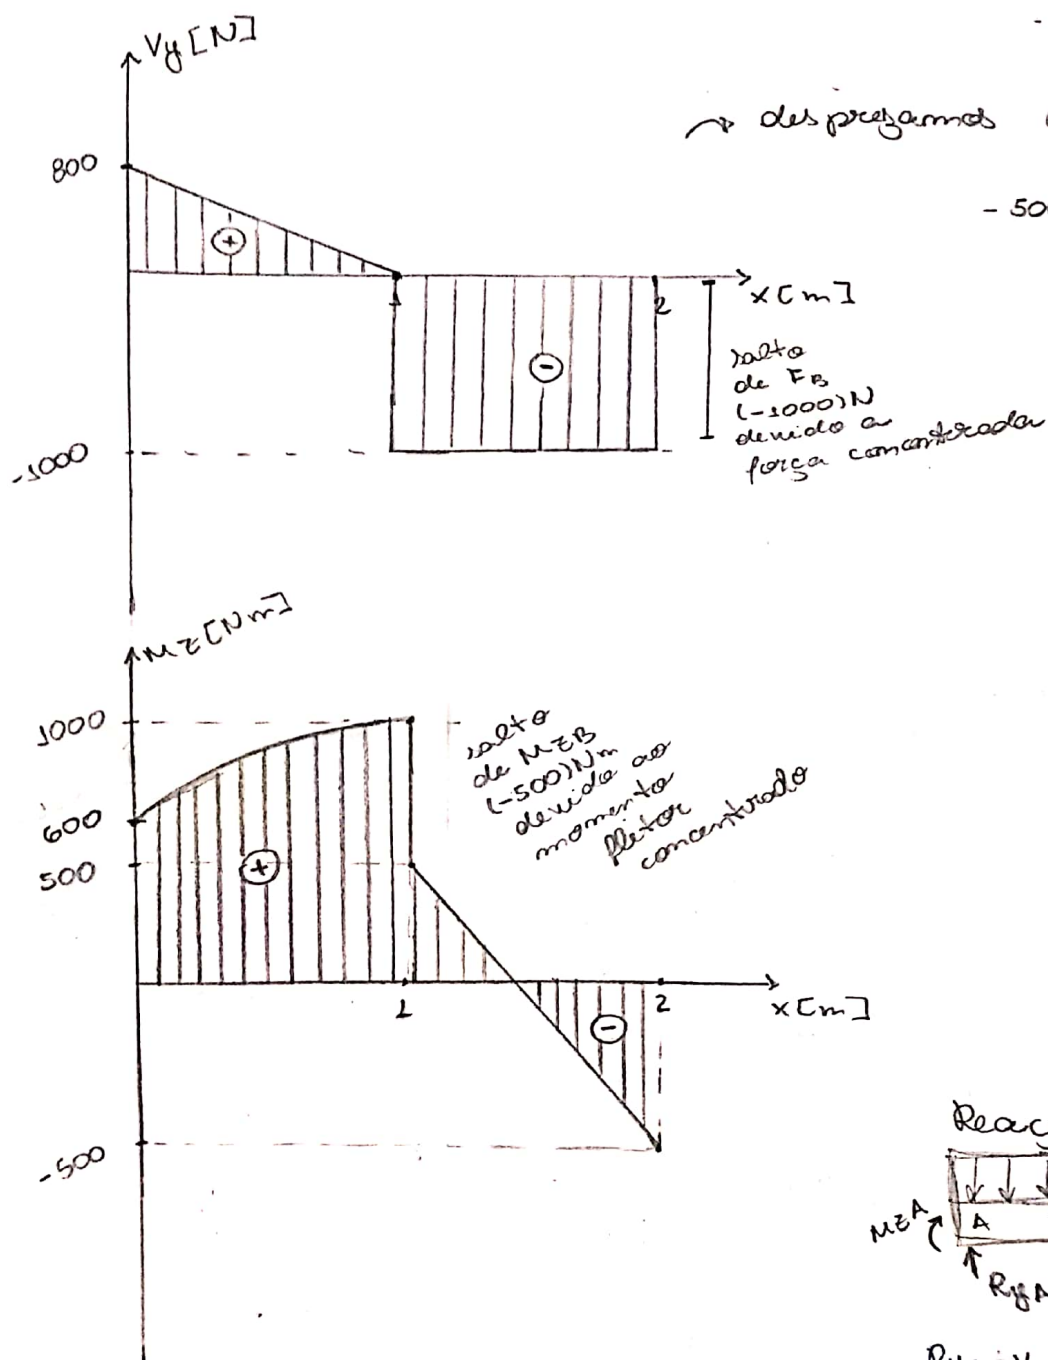 Vy [N]
desprezamos
800
- 50
x [m]
1
2
salto
de FB
(-1000)N
devido a
força concentrada
-1000
Mz [Nm]
1000
salto
de MzB
(-500)Nm
devido ao
momento
fletor
concentrado
600
500
+
-
1
2
x [m]
-500
Reaç
MzA
A
RyA